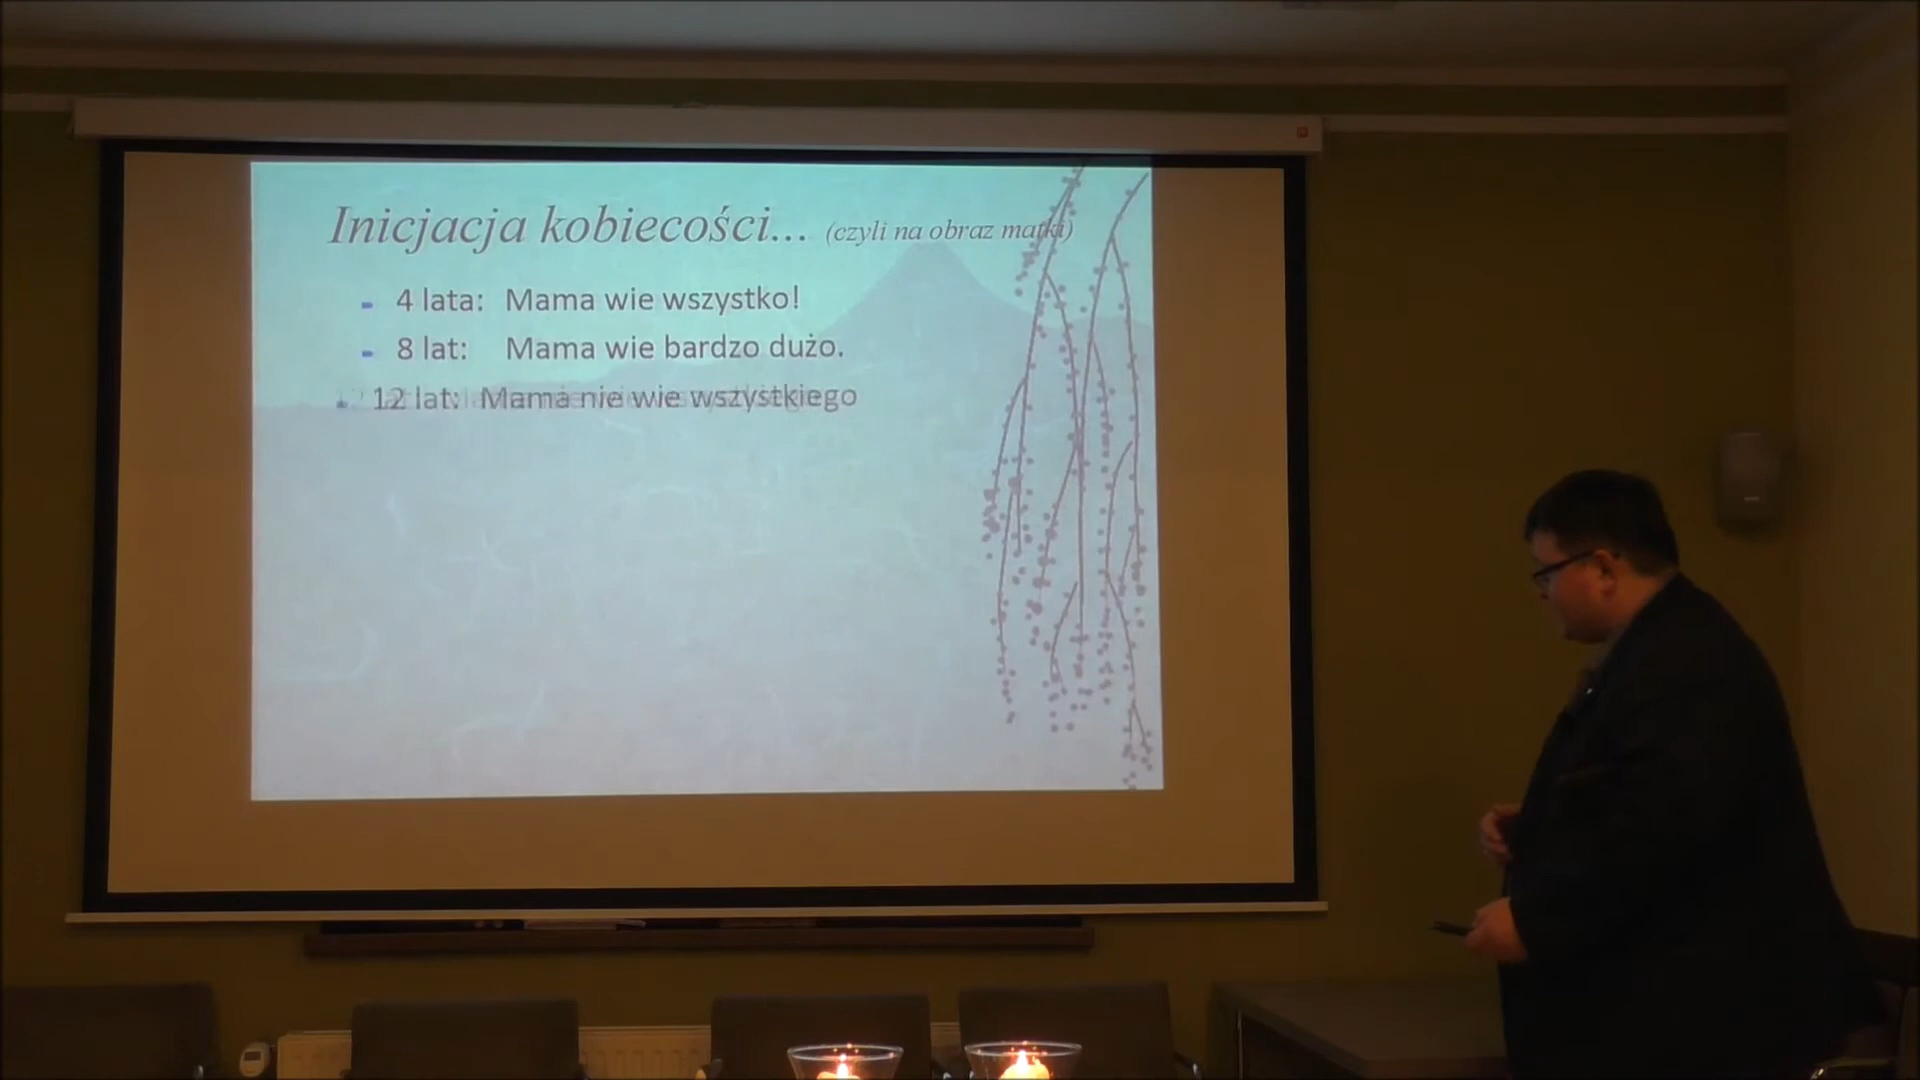 Inicjacja kobiecości... (czyli na obraz matki)
- 4 lata: Mama wie wszystko!
- 8 lat: Mama wie bardzo dużo.
- 12 lat: Mama nie wie wszystkiego